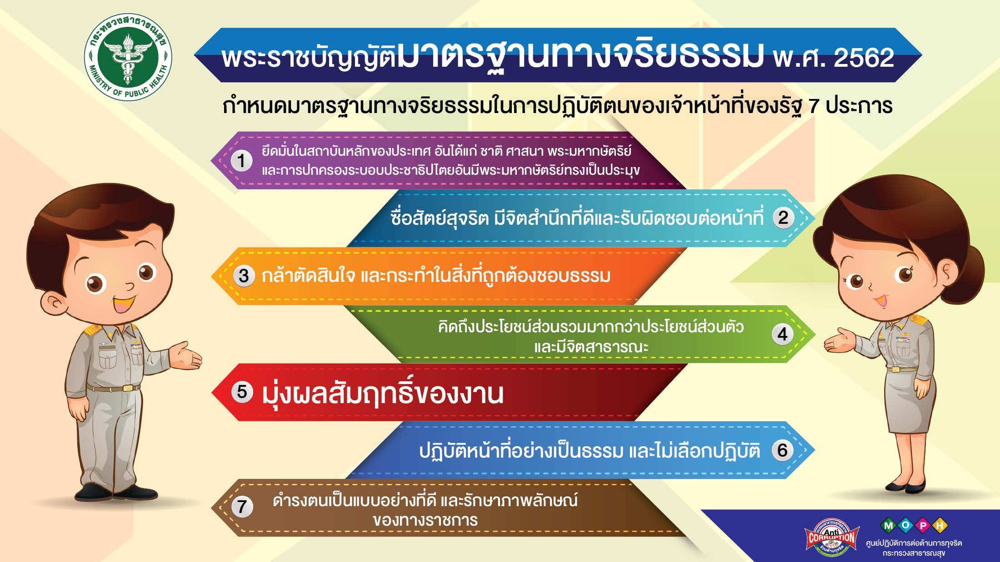 กระทรวงสาธารณสุข
MINISTRY OF PUBLIC HEALTH
พระราชบัญญัติมาตรฐานทางจริยธรรม พ.ศ. 2562
กำหนดมาตรฐานทางจริยธรรมในการปฏิบัติตนของเจ้าหน้าที่ของรัฐ 7 ประการ
1 ยึดมั่นในสถาบันหลักของประเทศ อันได้แก่ ชาติ ศาสนา พระมหากษัตริย์
และการปกครองระบอบประชาธิปไตยอันมีพระมหากษัตริย์ทรงเป็นประมุข
ซื่อสัตย์สุจริต มีจิตสำนึกที่ดีและรับผิดชอบต่อหน้าที่ 2
3 กล้าตัดสินใจ และกระทำในสิ่งที่ถูกต้องชอบธรรม
คิดถึงประโยชน์ส่วนรวมมากกว่าประโยชน์ส่วนตัว
และมีจิตสาธารณะ 4
5 มุ่งผลสัมฤทธิ์ของงาน
ปฏิบัติหน้าที่อย่างเป็นธรรม และไม่เลือกปฏิบัติ 6
7 ดำรงตนเป็นแบบอย่างที่ดี และรักษาภาพลักษณ์
ของทางราชการ
Anti
CORRUPTION
ร่วมต้านทุจริต
MOPH
ศูนย์ปฏิบัติการต่อต้านการทุจริต
กระทรวงสาธารณสุข